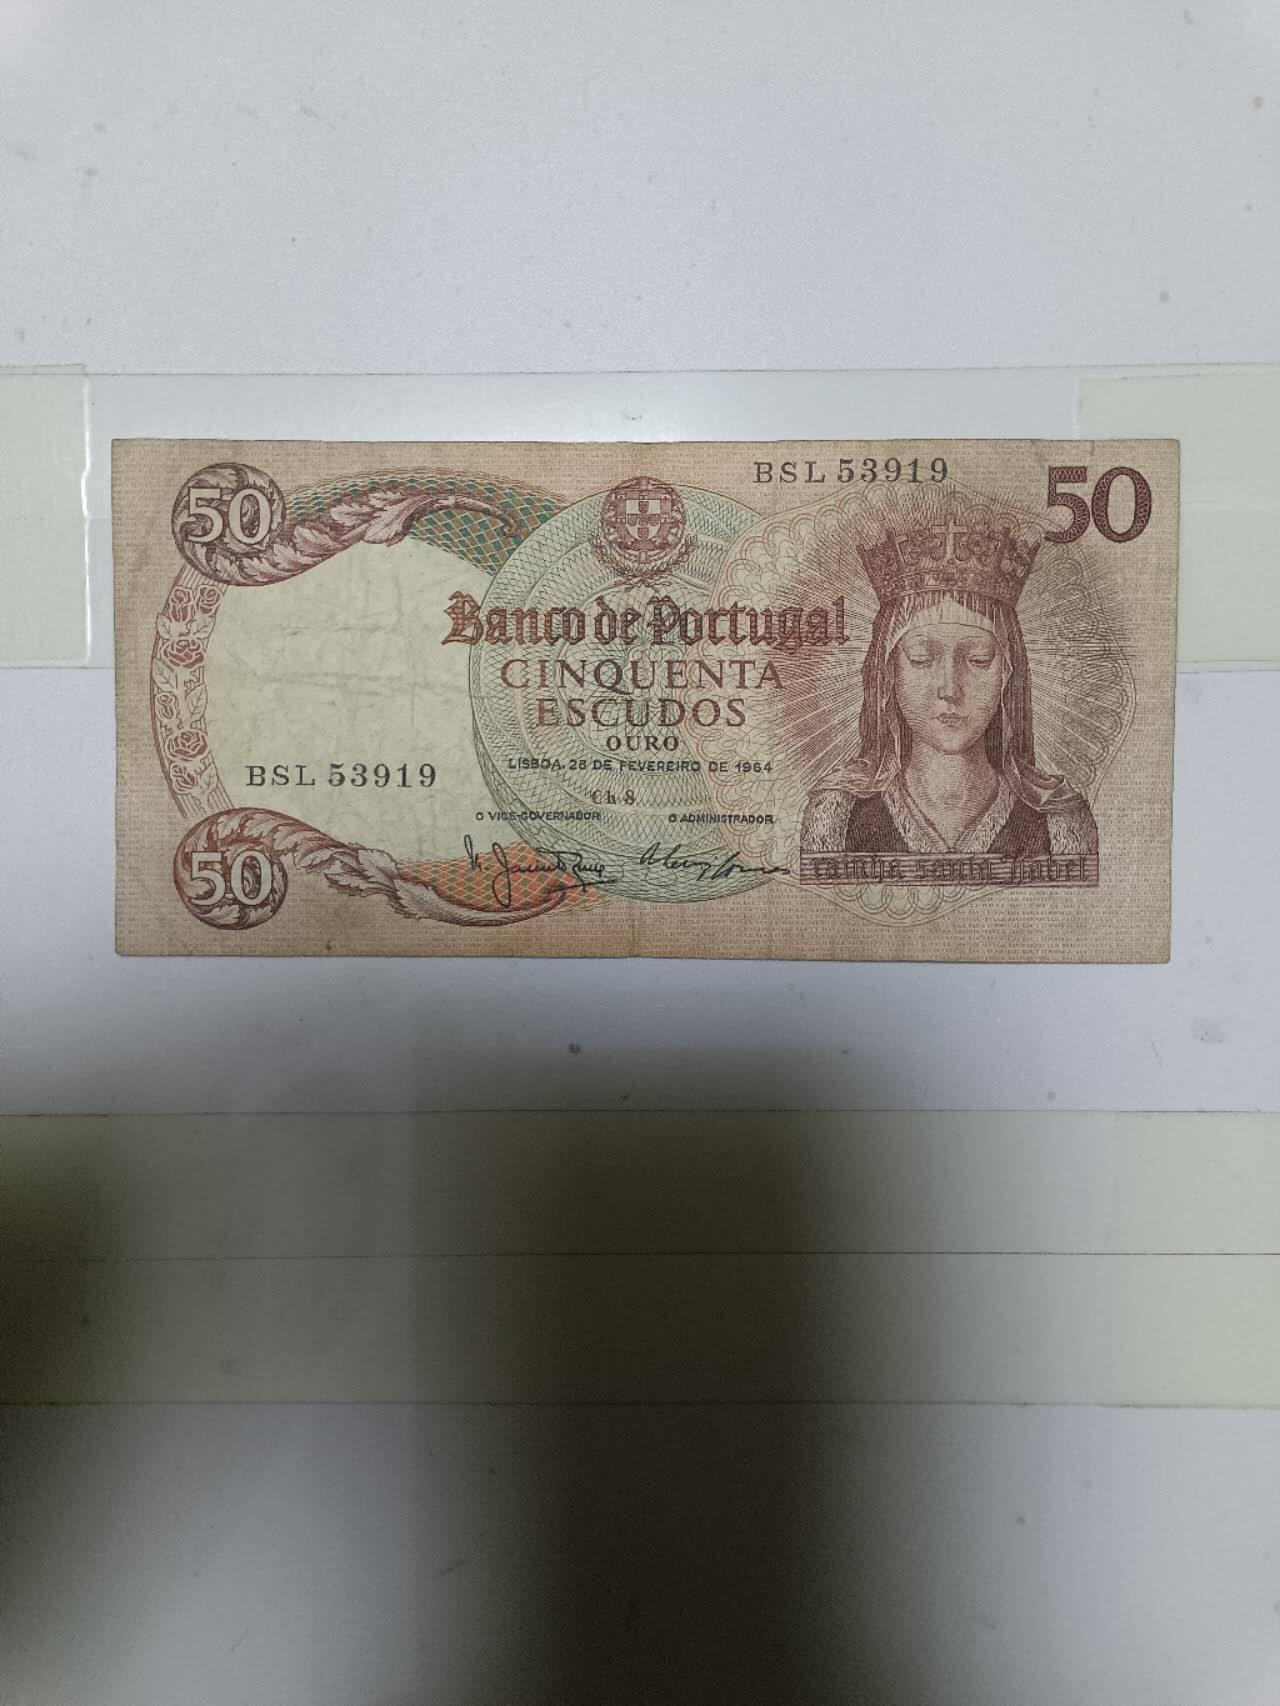 BSL 53919
50
50
Banco de Portugal
CINQUENTA
ESCUDOS
OURO
LISBOA, 28 DE FEVEREIRO DE 1964
BSL 53919
Ch 8
O VICE-GOVERNADOR O ADMINISTRADOR
50
rainha santa Isabel